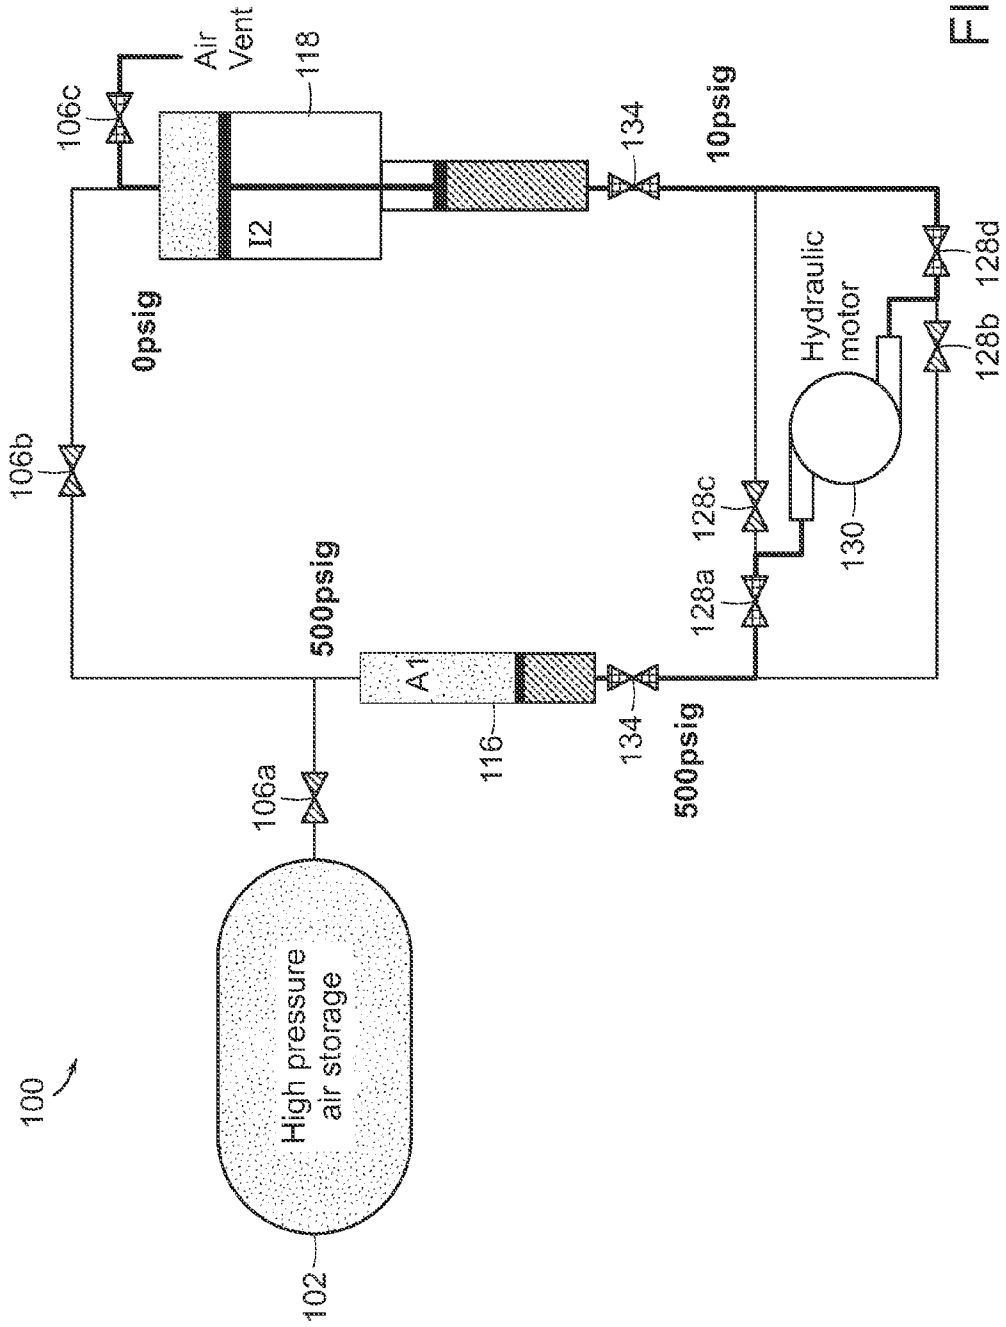 100
106b
106c
0psig
Air
Vent
106a
I2
High pressure
air storage
102
500psig
118
A1
116
134
134
500psig
128a
128c
10psig
Hydraulic
motor
130
128b
128d
FI